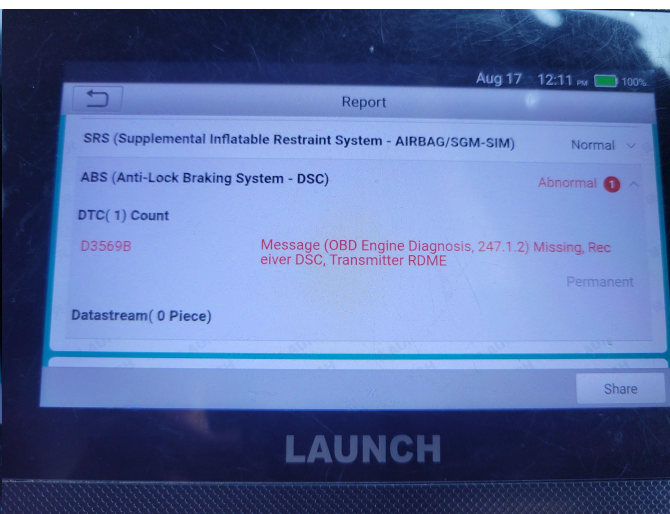 Aug 17 12:11 PM 100%
Report
SRS (Supplemental Inflatable Restraint System - AIRBAG/SGM-SIM) Normal
ABS (Anti-Lock Braking System - DSC) Abnormal 1
DTC( 1) Count
D3569B Message (OBD Engine Diagnosis, 247.1.2) Missing, Rec
eiver DSC, Transmitter RDME
Permanent
Datastream( 0 Piece)
Share
LAUNCH